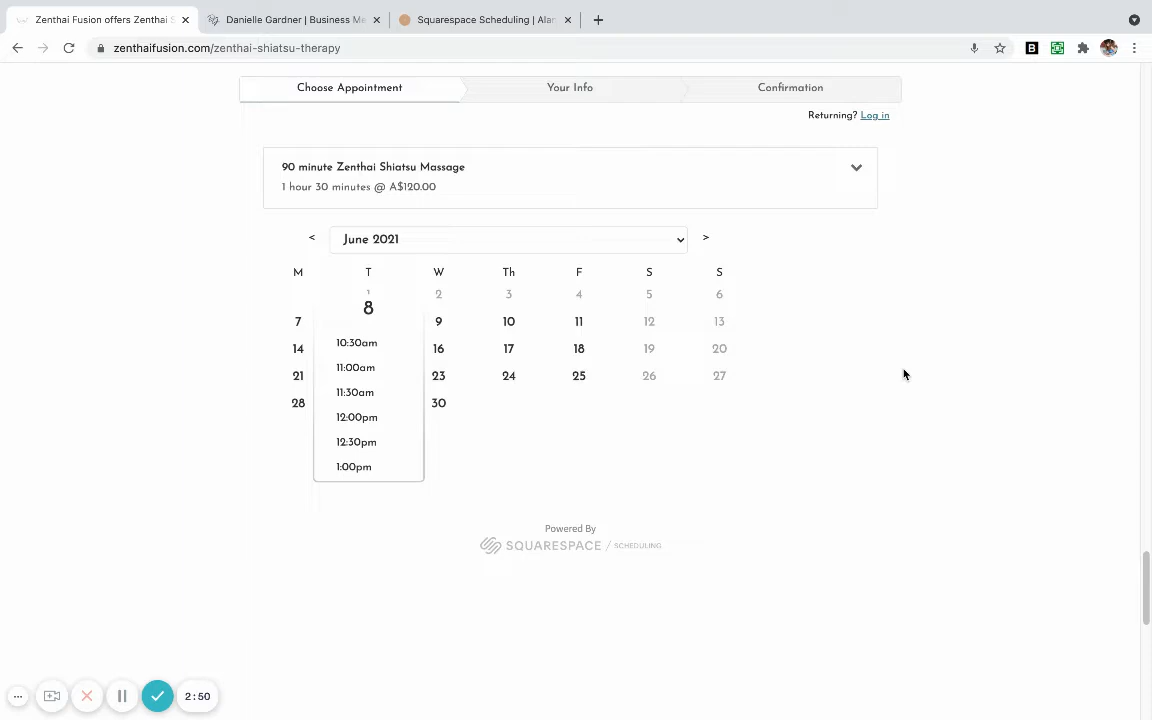 Zenthai Fusion offers Zenthai S
Danielle Gardner | Business Me
Squarespace Scheduling | Alan
zenthaifusion.com/zenthai-shiatsu-therapy
Choose Appointment
Your Info
Confirmation
Returning? Log in
90 minute Zenthai Shiatsu Massage
1 hour 30 minutes @ A$120.00
< June 2021 >
M T W Th F S S
1 2 3 4 5 6
7 8 9 10 11 12 13
14 16 17 18 19 20
21 23 24 25 26 27
28 30
10:30am
11:00am
11:30am
12:00pm
12:30pm
1:00pm
Powered By
SQUARESPACE / SCHEDULING
2:50